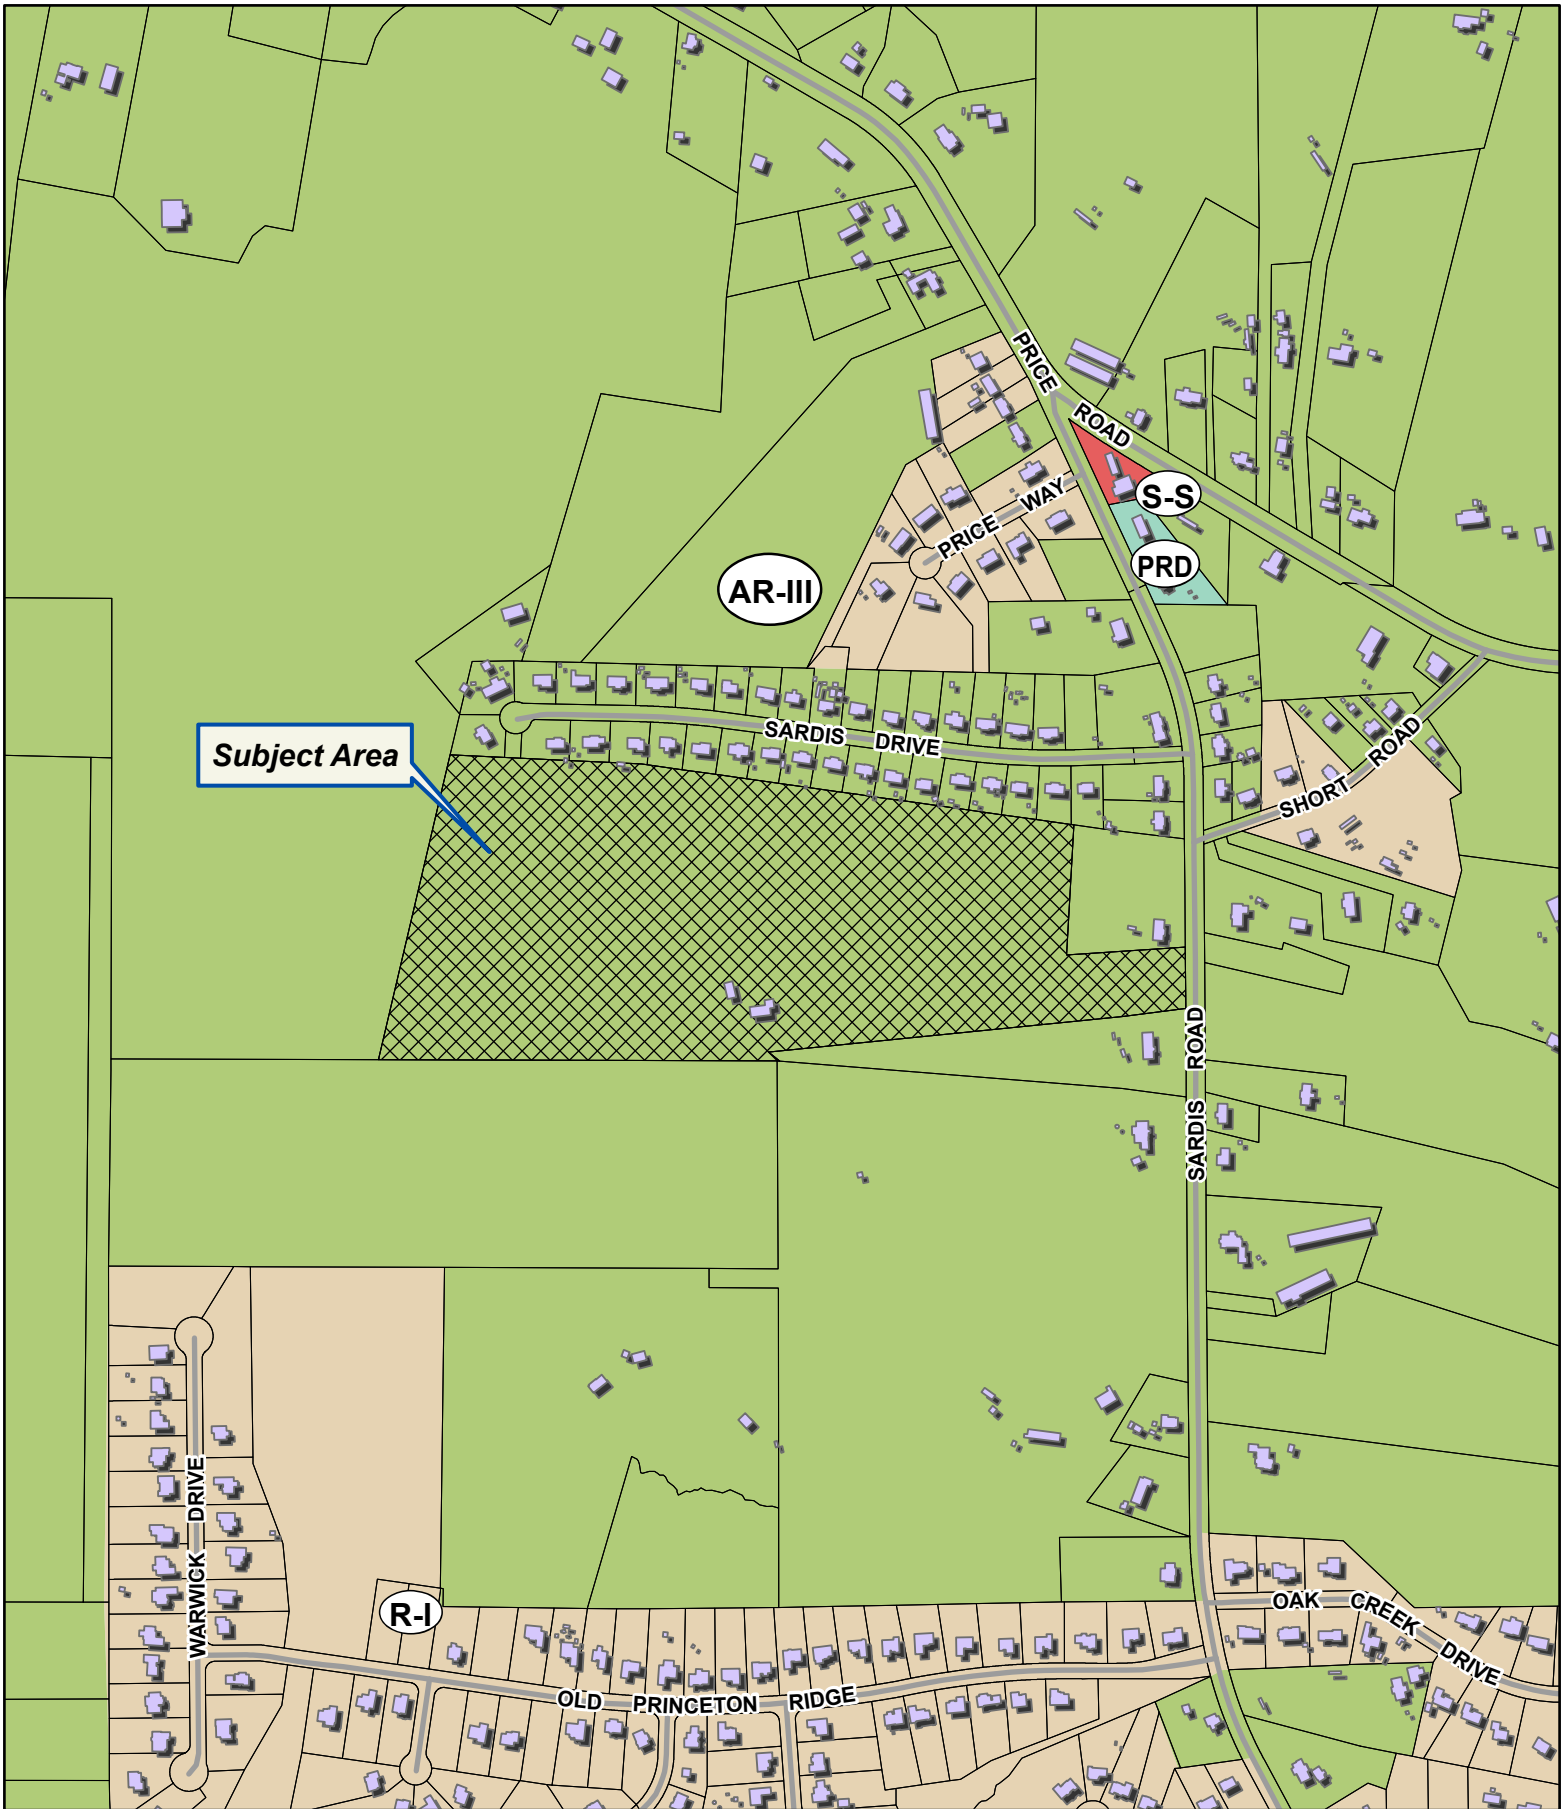 PRICE
ROAD
S-S
PRICE WAY
PRD
AR-III
SARDIS DRIVE
Subject Area
SHORT ROAD
SARDIS ROAD
WARWICK DRIVE
R-I
OAK CREEK DRIVE
OLD PRINCETON RIDGE